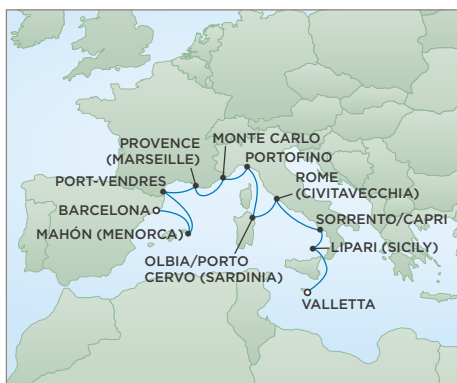 MONTE CARLO
PROVENCE
(MARSEILLE)
PORTOFINO
ROME
(CIVITAVECCHIA)
PORT-VENDRES
BARCELONA
SORRENTO/CAPRI
MAHÓN (MENORCA)
LIPARI (SICILY)
OLBIA/PORTO
CERVO (SARDINIA)
VALLETTA